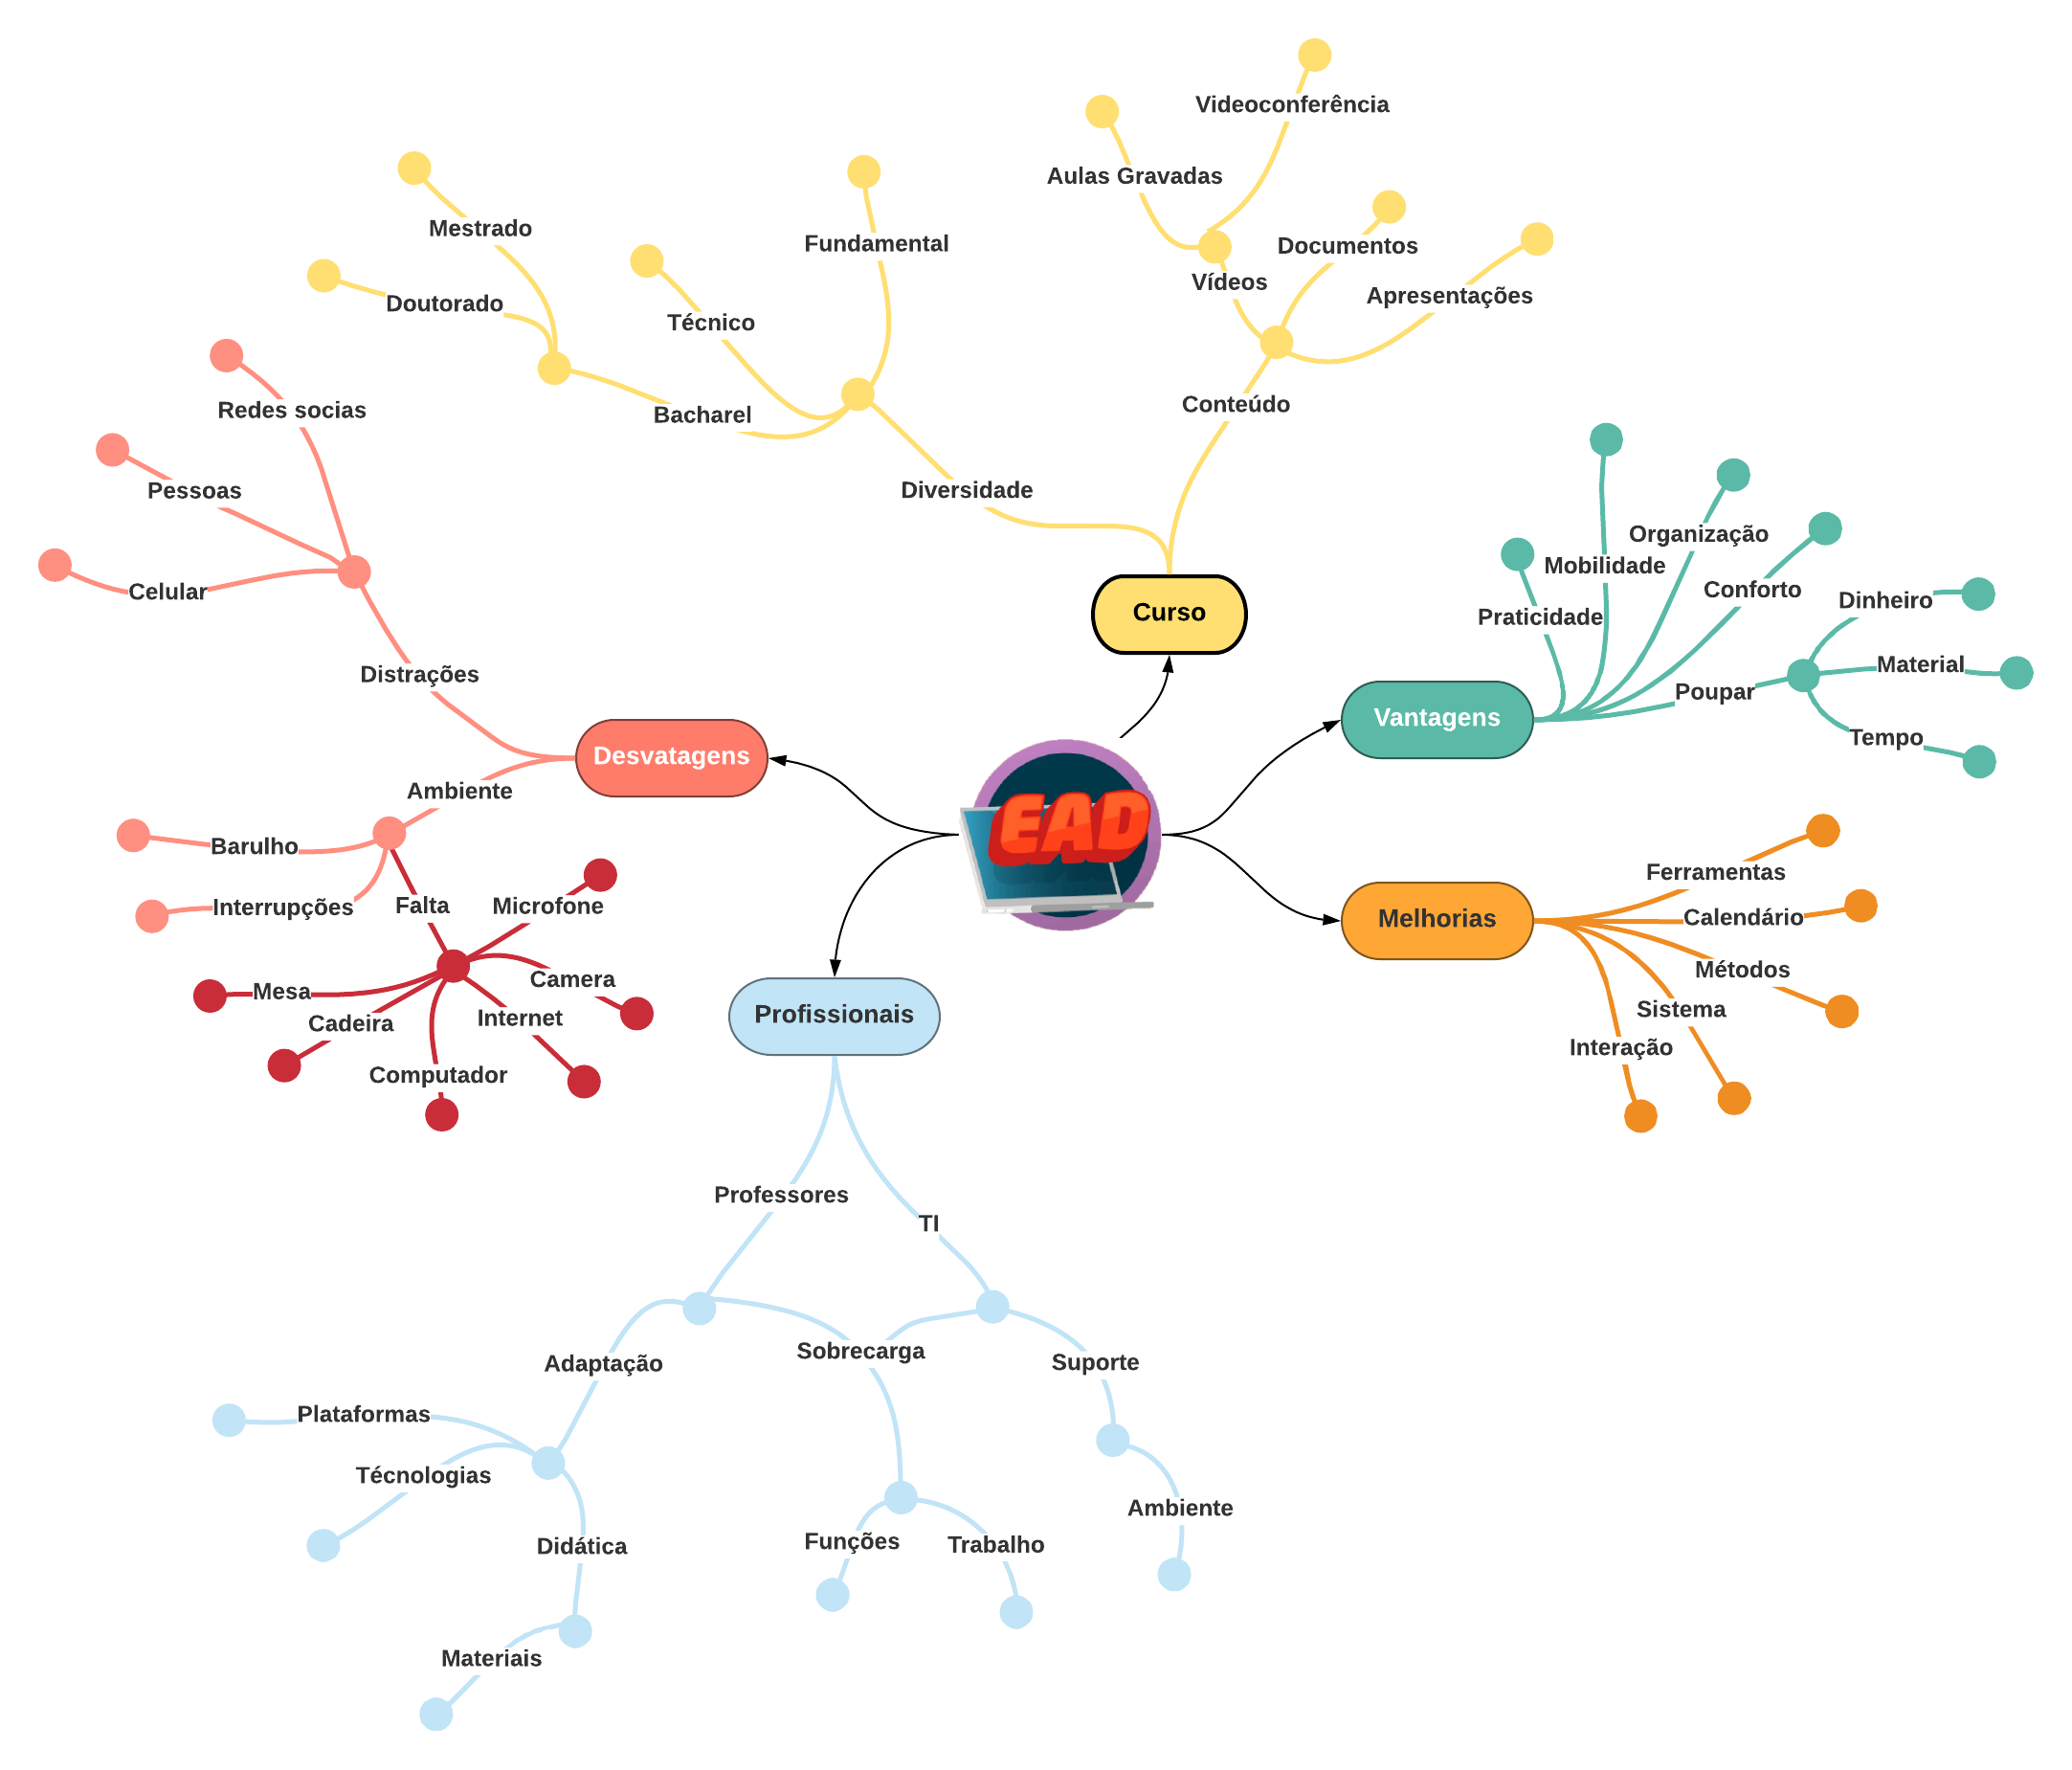 Videoconferência
Aulas Gravadas
Mestrado
Fundamental
Documentos
Vídeos
Apresentações
Doutorado
Técnico
Redes socias
Bacharel
Conteúdo
Pessoas
Diversidade
Organização
Mobilidade
Celular
Conforto
Dinheiro
Curso
Praticidade
Material
Distrações
Poupar
Vantagens
Tempo
Desvatagens
Ambiente
EAD
Barulho
Ferramentas
Interrupções
Falta
Microfone
Melhorias
Calendário
Métodos
Camera
Mesa
Sistema
Profissionais
Internet
Cadeira
Interação
Computador
Professores
TI
Sobrecarga
Adaptação
Suporte
Plataformas
Técnologias
Ambiente
Didática
Funções
Trabalho
Materiais